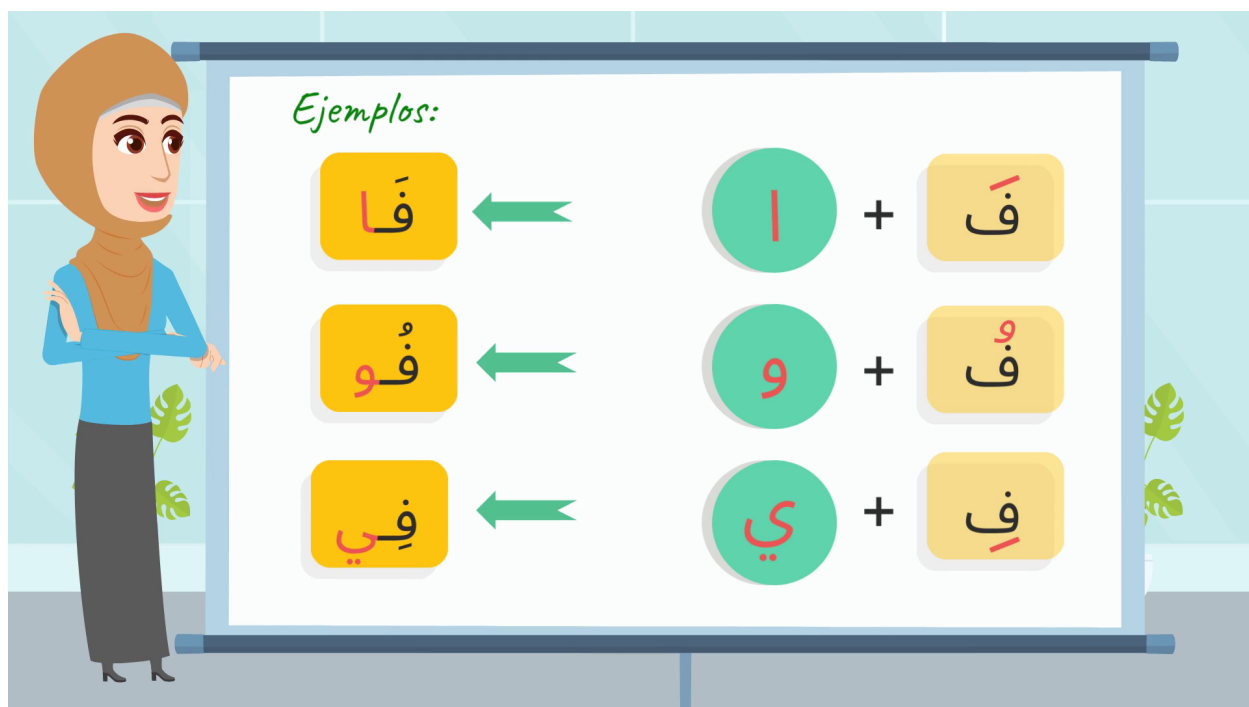 Ejemplos:
فَ + ا فَـا
فُ + و فُـو
فِ + ي فِـي